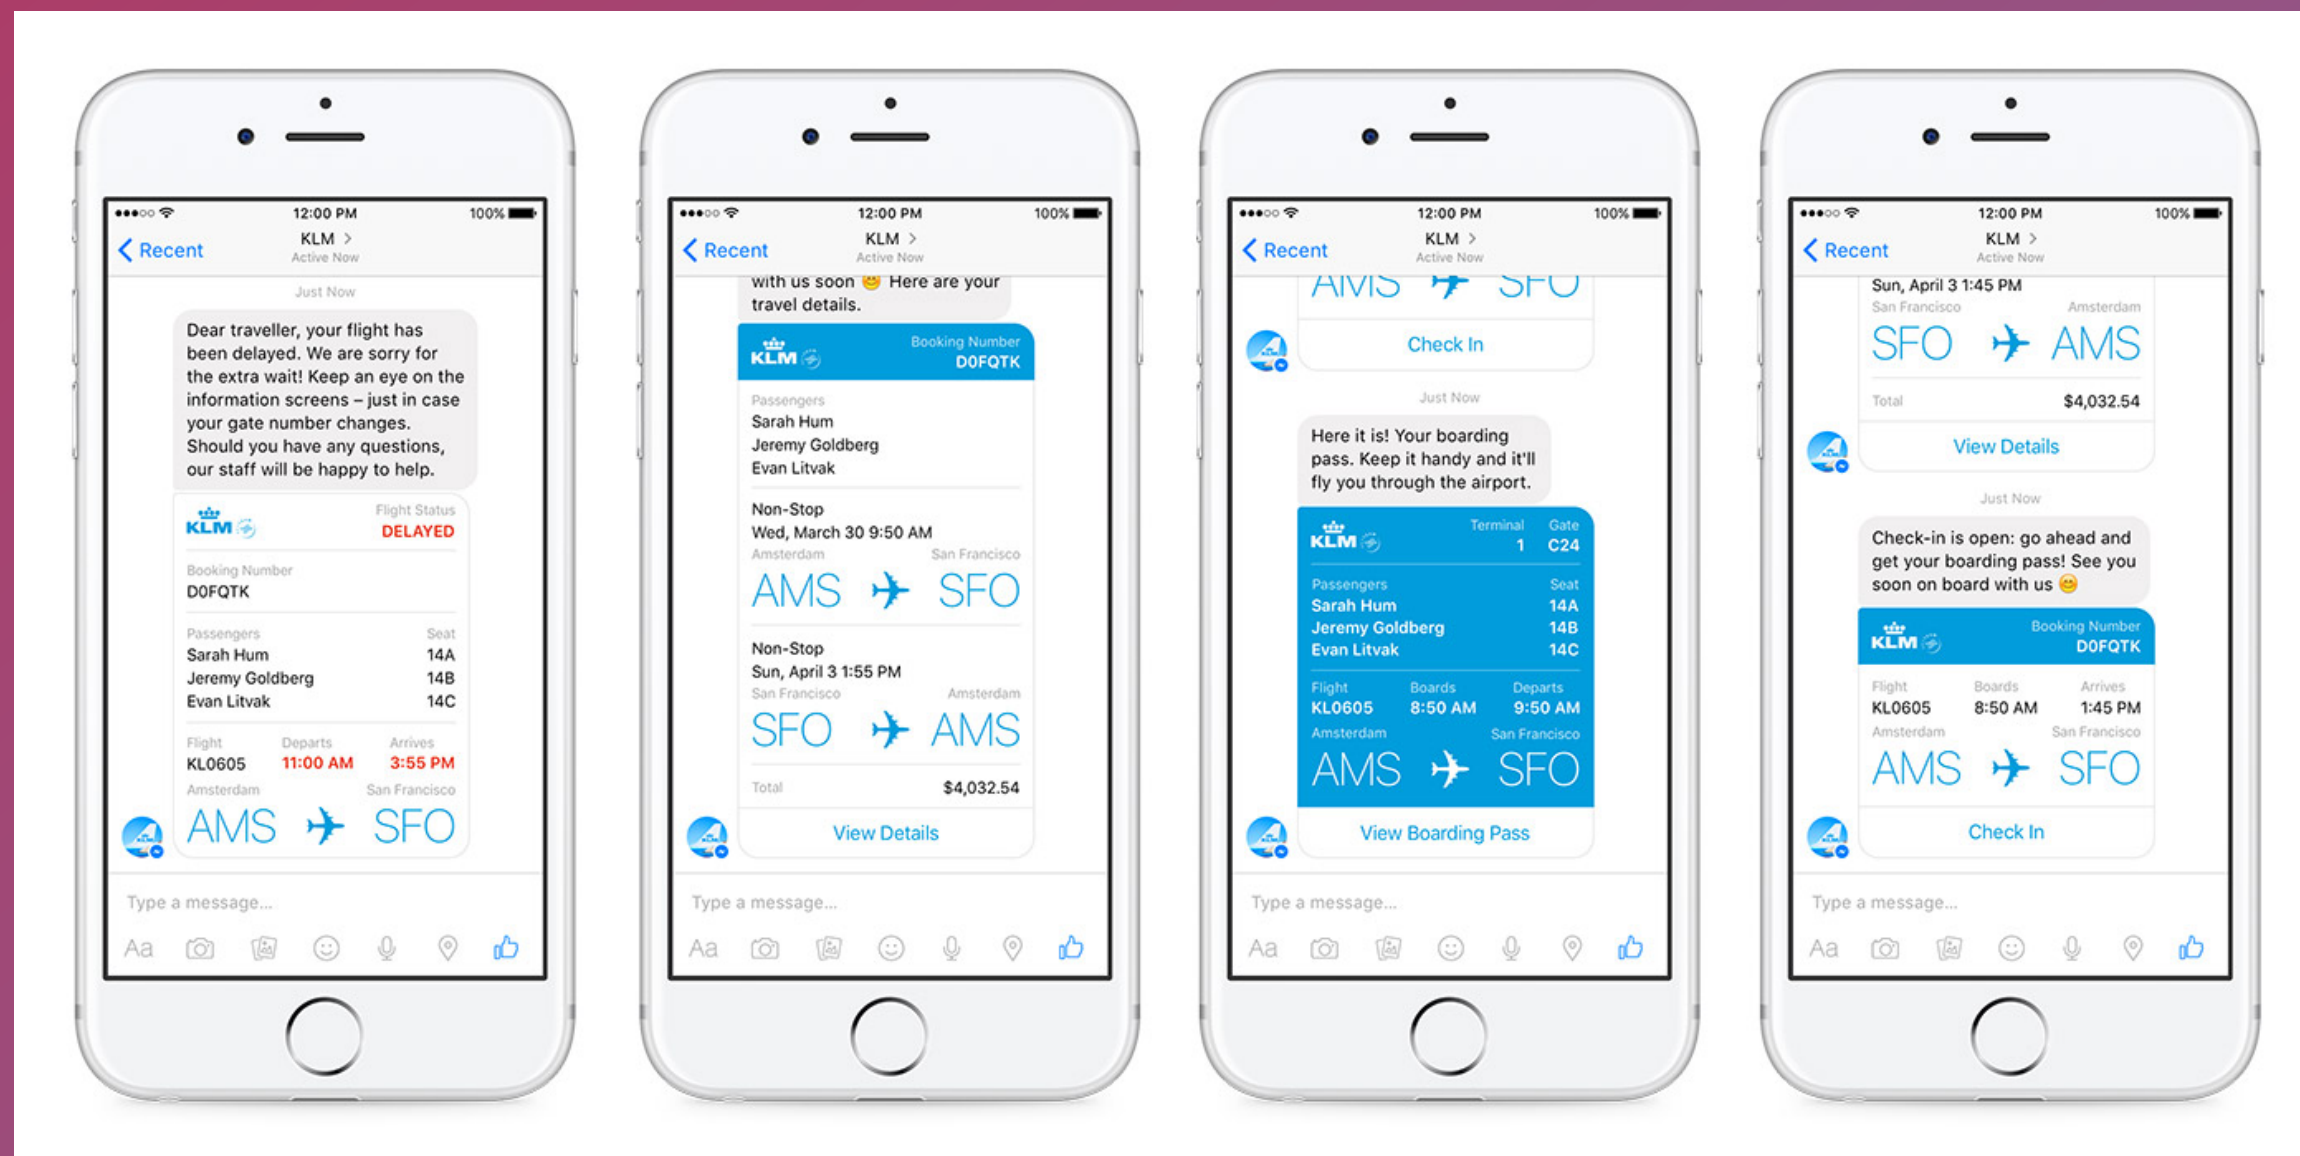 12:00 PM
100%
Recent
KLM >
Active Now
Just Now
Dear traveller, your flight has
been delayed. We are sorry for
the extra wait! Keep an eye on the
information screens – just in case
your gate number changes.
Should you have any questions,
our staff will be happy to help.
KLM
Flight Status
DELAYED
Booking Number
D0FQTK
Passengers Seat
Sarah Hum 14A
Jeremy Goldberg 14B
Evan Litvak 14C
Flight Departs Arrives
KL0605 11:00 AM 3:55 PM
Amsterdam San Francisco
AMS SFO
Type a message...
Aa
12:00 PM
100%
Recent
KLM >
Active Now
with us soon 😊 Here are your
travel details.
KLM
Booking Number
D0FQTK
Passengers
Sarah Hum
Jeremy Goldberg
Evan Litvak
Non-Stop
Wed, March 30 9:50 AM
Amsterdam San Francisco
AMS SFO
Non-Stop
Sun, April 3 1:55 PM
San Francisco Amsterdam
SFO AMS
Total $4,032.54
View Details
Type a message...
Aa
12:00 PM
100%
Recent
KLM >
Active Now
AMS SFO
Check In
Just Now
Here it is! Your boarding
pass. Keep it handy and it'll
fly you through the airport.
KLM
Terminal Gate
1 C24
Passengers Seat
Sarah Hum 14A
Jeremy Goldberg 14B
Evan Litvak 14C
Flight Boards Departs
KL0605 8:50 AM 9:50 AM
Amsterdam San Francisco
AMS SFO
View Boarding Pass
Type a message...
Aa
12:00 PM
100%
Recent
KLM >
Active Now
Sun, April 3 1:45 PM
San Francisco Amsterdam
SFO AMS
Total $4,032.54
View Details
Just Now
Check-in is open: go ahead and
get your boarding pass! See you
soon on board with us 😊
KLM
Booking Number
D0FQTK
Flight Boards Arrives
KL0605 8:50 AM 1:45 PM
Amsterdam San Francisco
AMS SFO
Check In
Type a message...
Aa